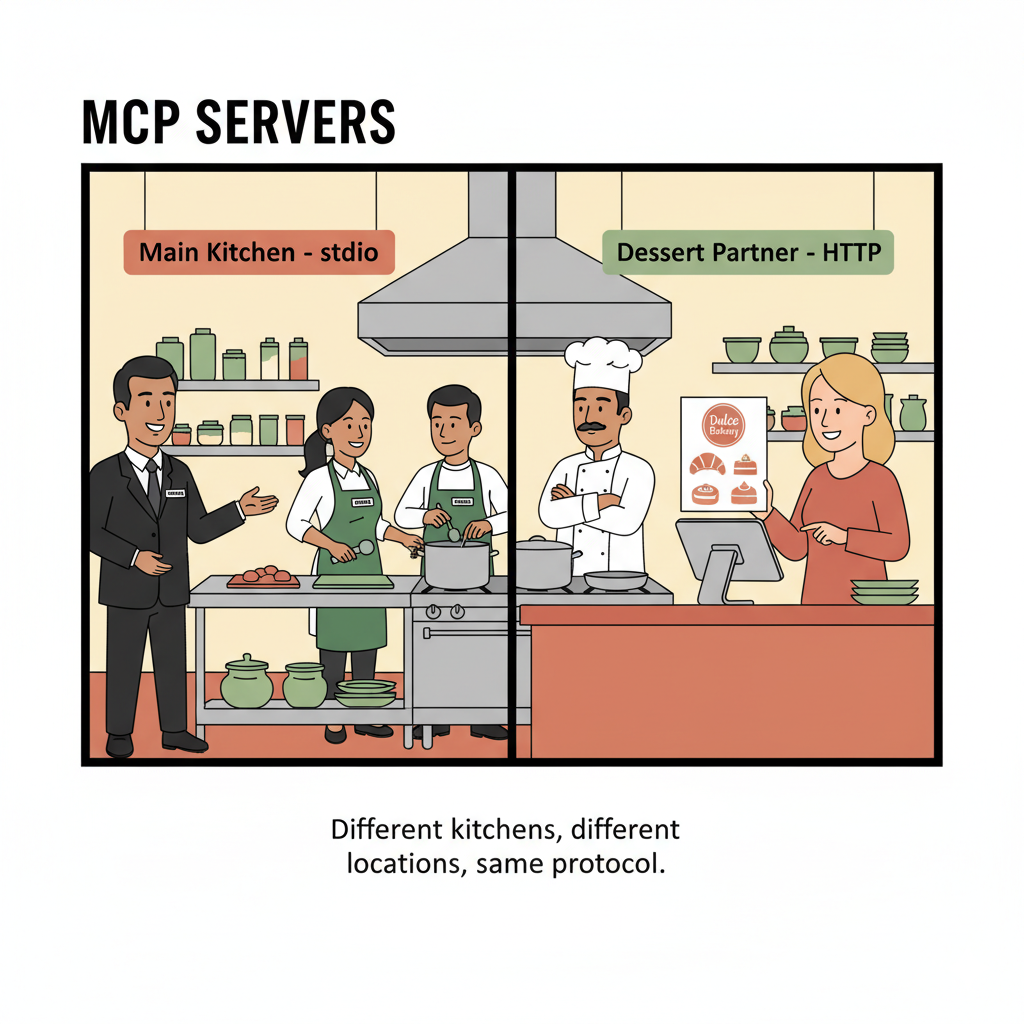 MCP SERVERS
Main Kitchen - stdio
Dessert Partner - HTTP
Dulce
Bakery
Different kitchens, different
locations, same protocol.